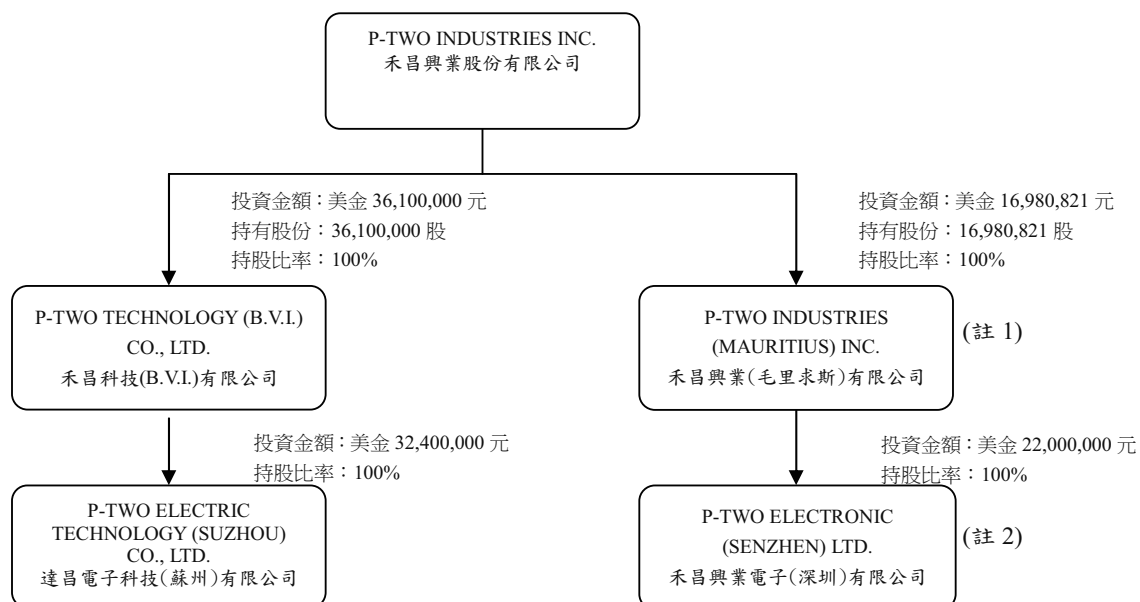 P-TWO INDUSTRIES INC.
禾昌興業股份有限公司
投資金額：美金 36,100,000 元
持有股份：36,100,000 股
持股比率：100%
投資金額：美金 16,980,821 元
持有股份：16,980,821 股
持股比率：100%
P-TWO TECHNOLOGY (B.V.I.)
CO., LTD.
禾昌科技(B.V.I.)有限公司
P-TWO INDUSTRIES
(MAURITIUS) INC.
禾昌興業(毛里求斯)有限公司
(註 1)
投資金額：美金 32,400,000 元
持股比率：100%
投資金額：美金 22,000,000 元
持股比率：100%
P-TWO ELECTRIC
TECHNOLOGY (SUZHOU)
CO., LTD.
達昌電子科技(蘇州)有限公司
P-TWO ELECTRONIC
(SENZHEN) LTD.
禾昌興業電子(深圳)有限公司
(註 2)